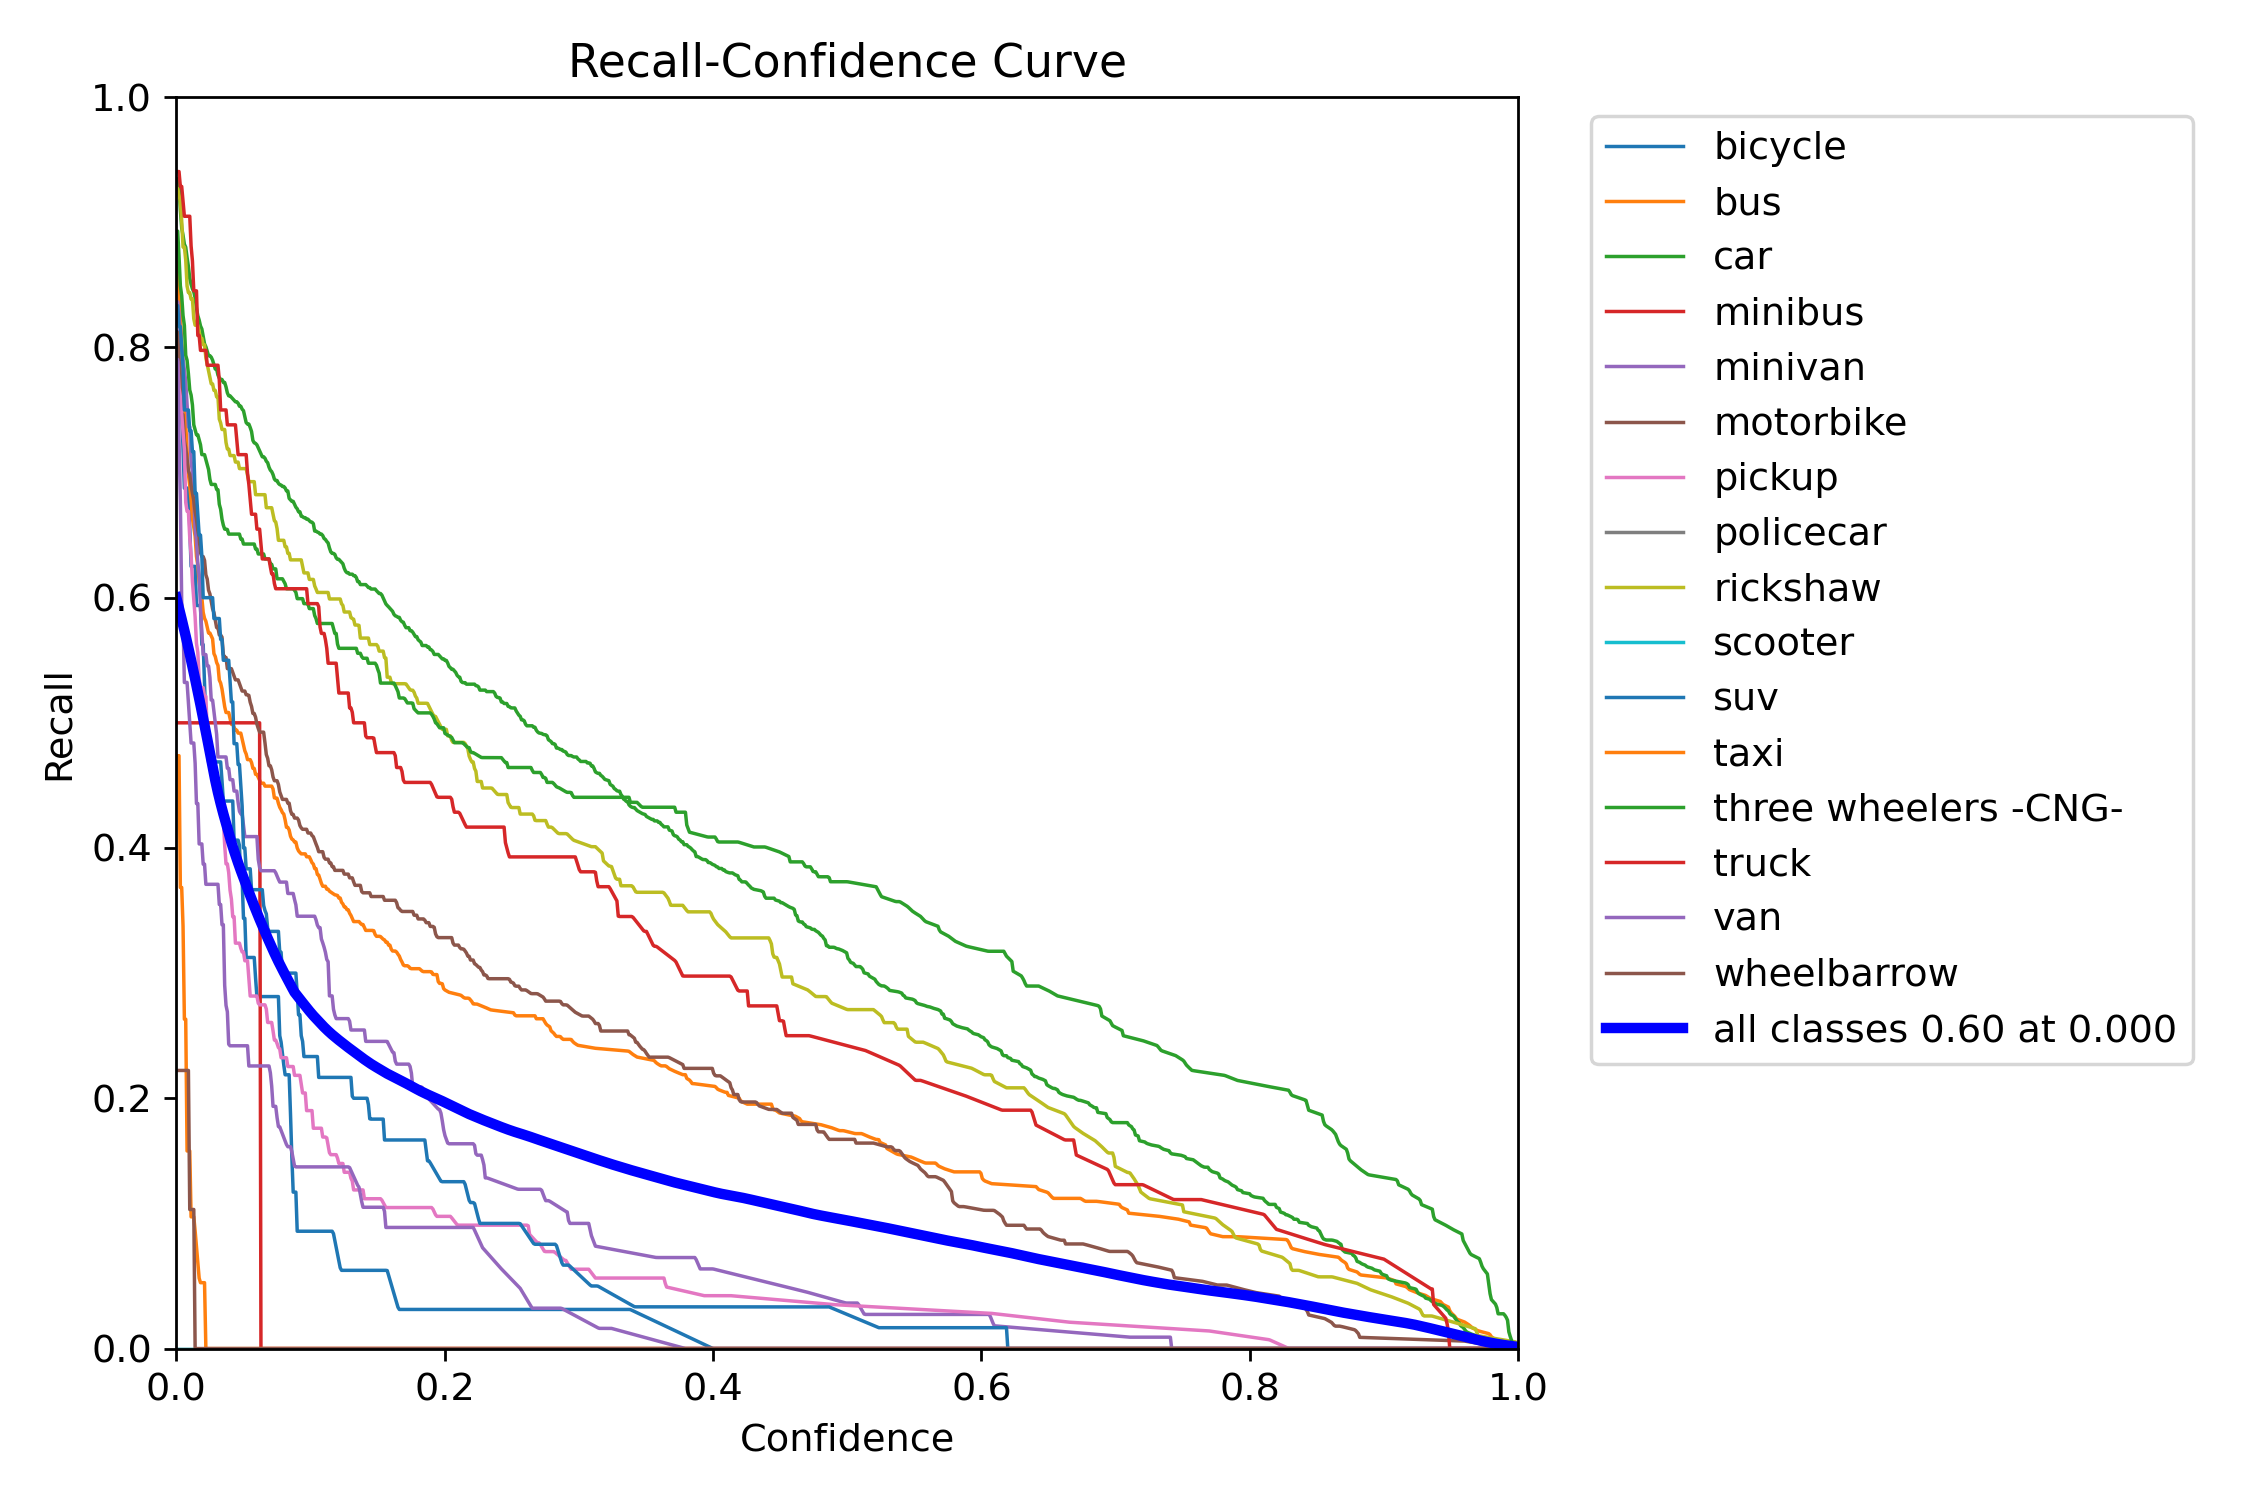 Recall-Confidence Curve
1.0
0.8
0.6
0.4
0.2
0.0
Recall
0.0 0.2 0.4 0.6 0.8 1.0
Confidence
bicycle
bus
car
minibus
minivan
motorbike
pickup
policecar
rickshaw
scooter
suv
taxi
three wheelers -CNG-
truck
van
wheelbarrow
all classes 0.60 at 0.000